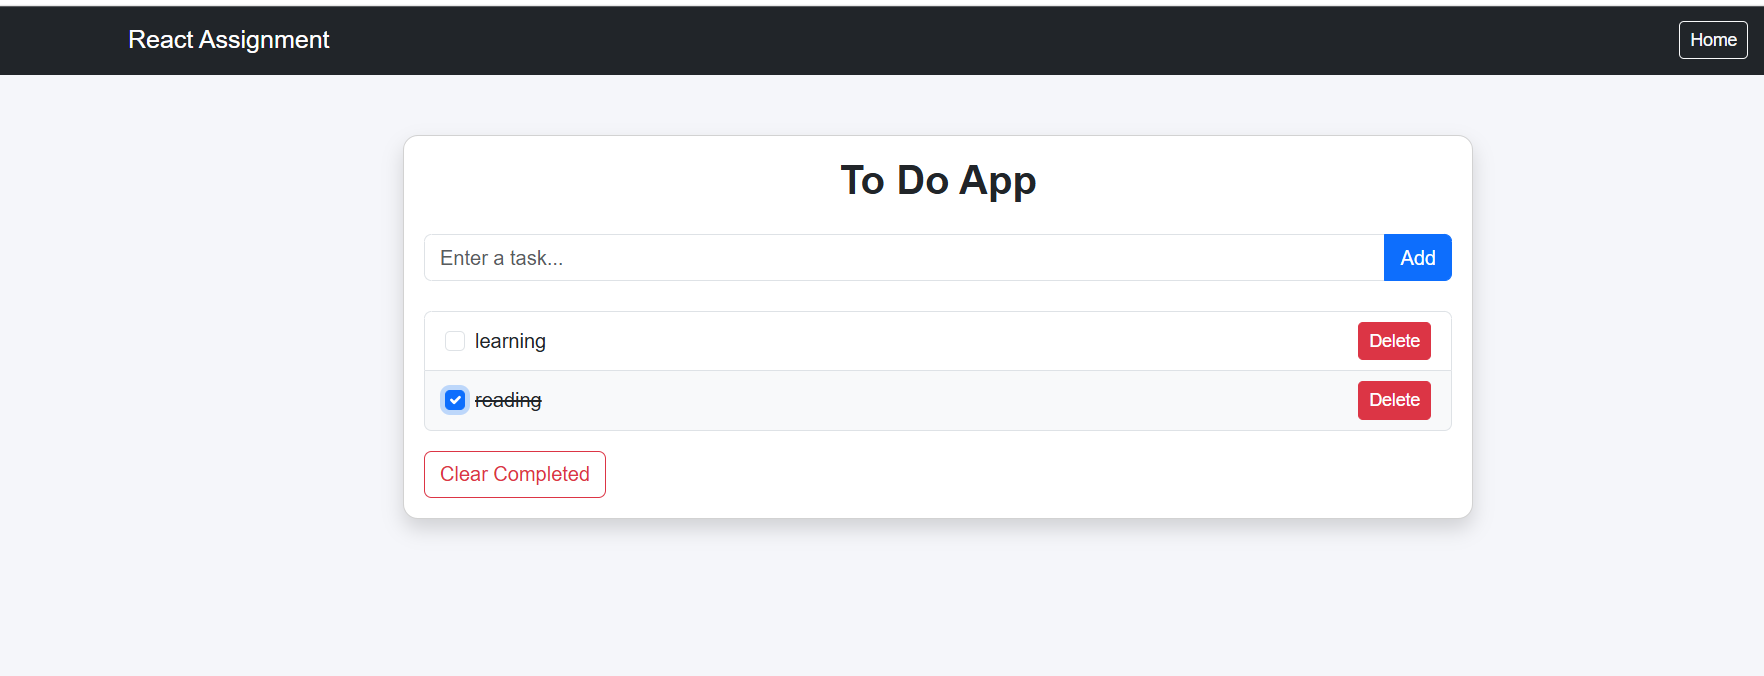 React Assignment
Home
To Do App
Enter a task...
Add
learning
Delete
reading
Delete
Clear Completed